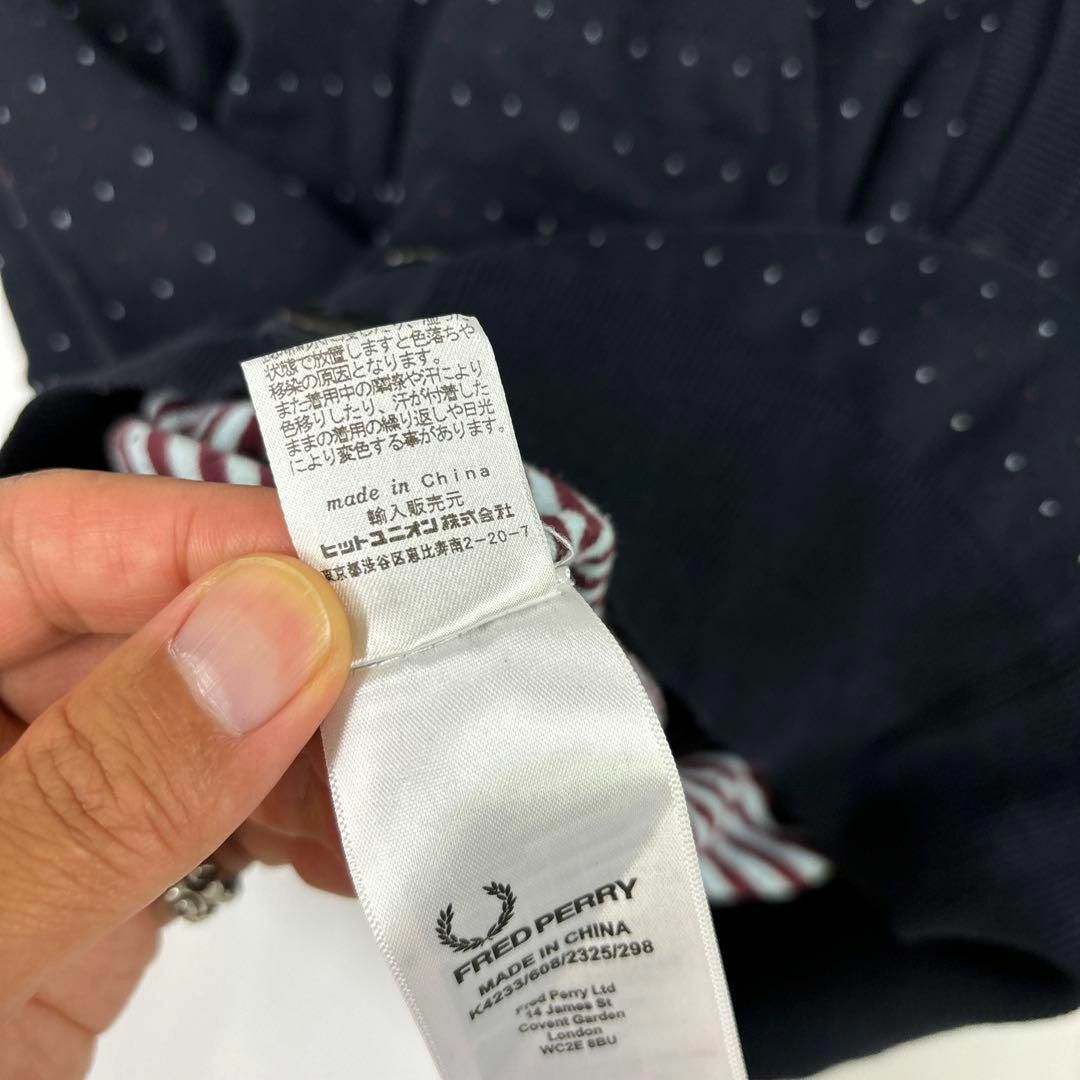 状態で放置しますと色落ちや
移染の原因となります。
また着用中の摩擦や汗により
色移りしたり、汗が付着した
ままの着用の繰り返しや日光
により変色する事があります。
made in China
輸入販売元
ヒットユニオン株式会社
東京都渋谷区恵比寿南2-20-7
FRED PERRY
MADE IN CHINA
K4233/608/2325/298
Fred Perry Ltd
14 James St
Covent Garden
London
WC2E 8BU